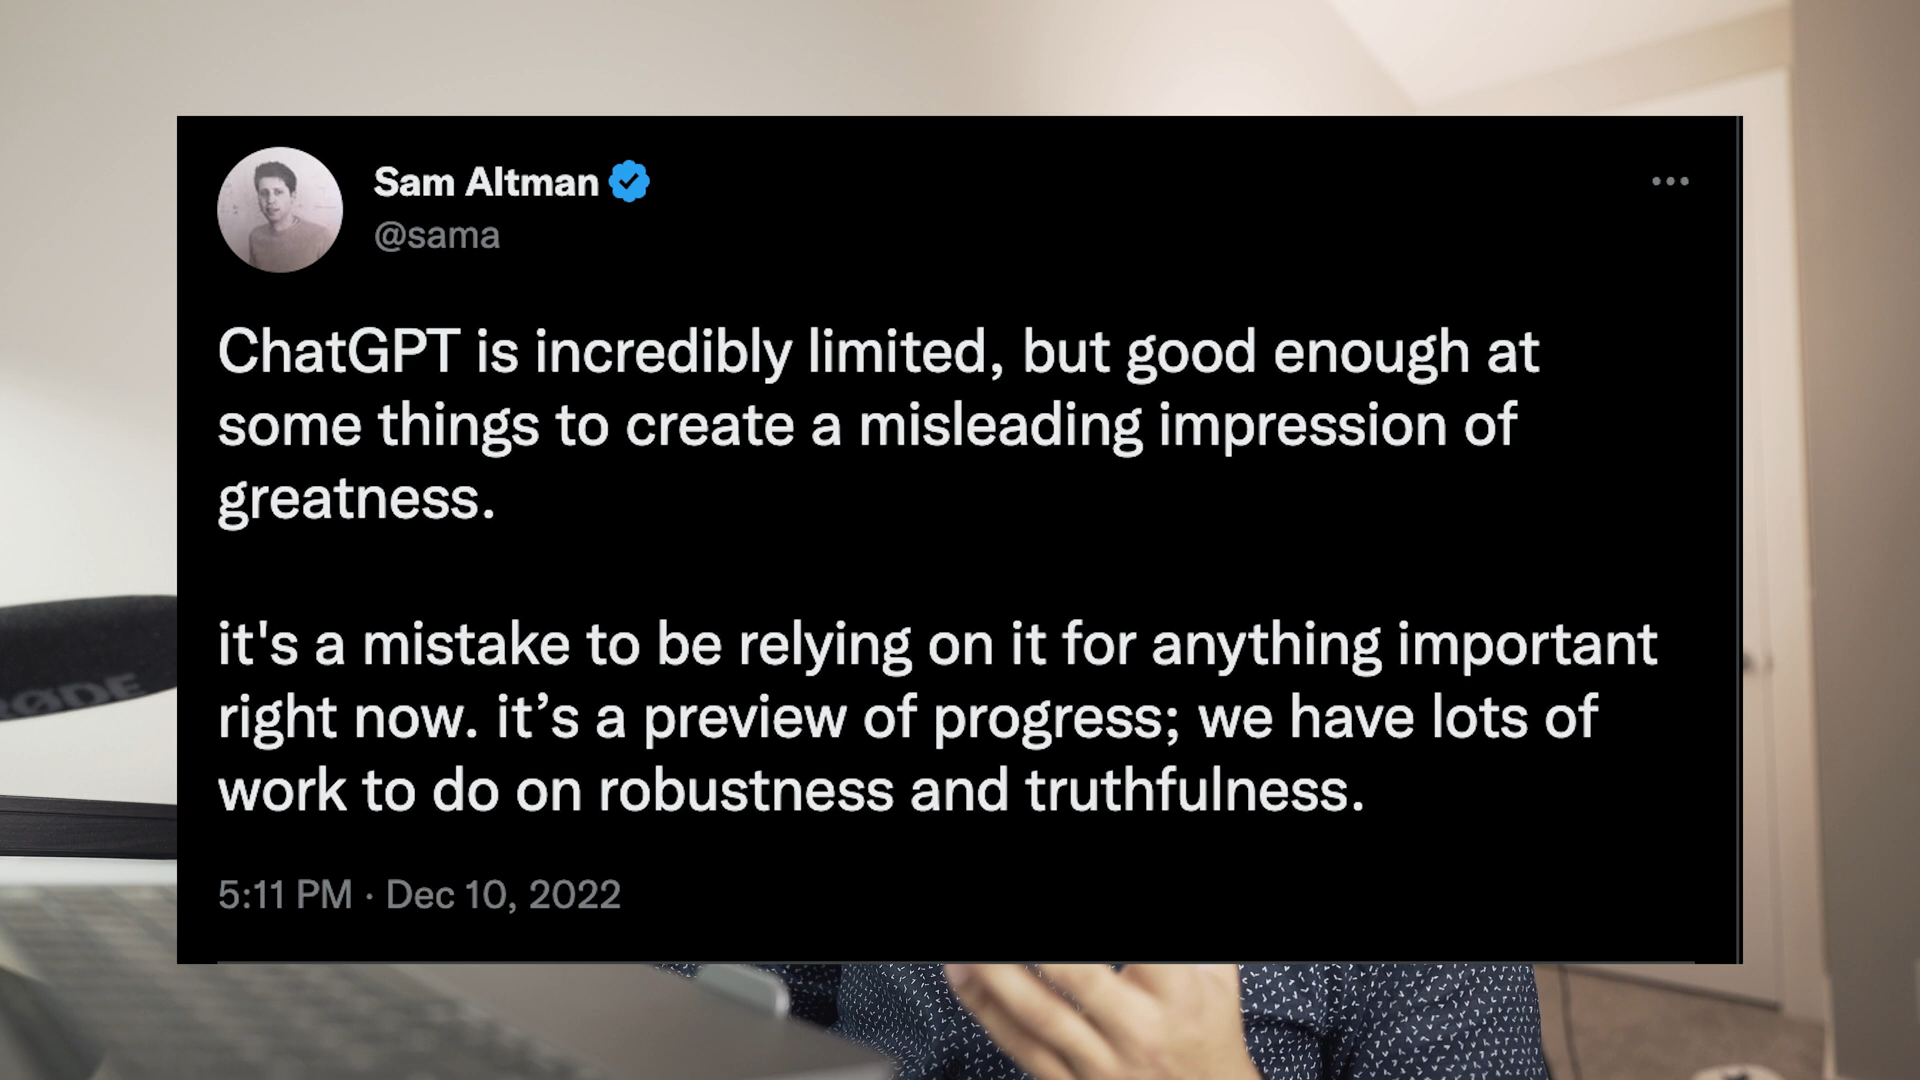 Sam Altman
@sama
ChatGPT is incredibly limited, but good enough at
some things to create a misleading impression of
greatness.
it's a mistake to be relying on it for anything important
right now. it’s a preview of progress; we have lots of
work to do on robustness and truthfulness.
5:11 PM · Dec 10, 2022
RØDE